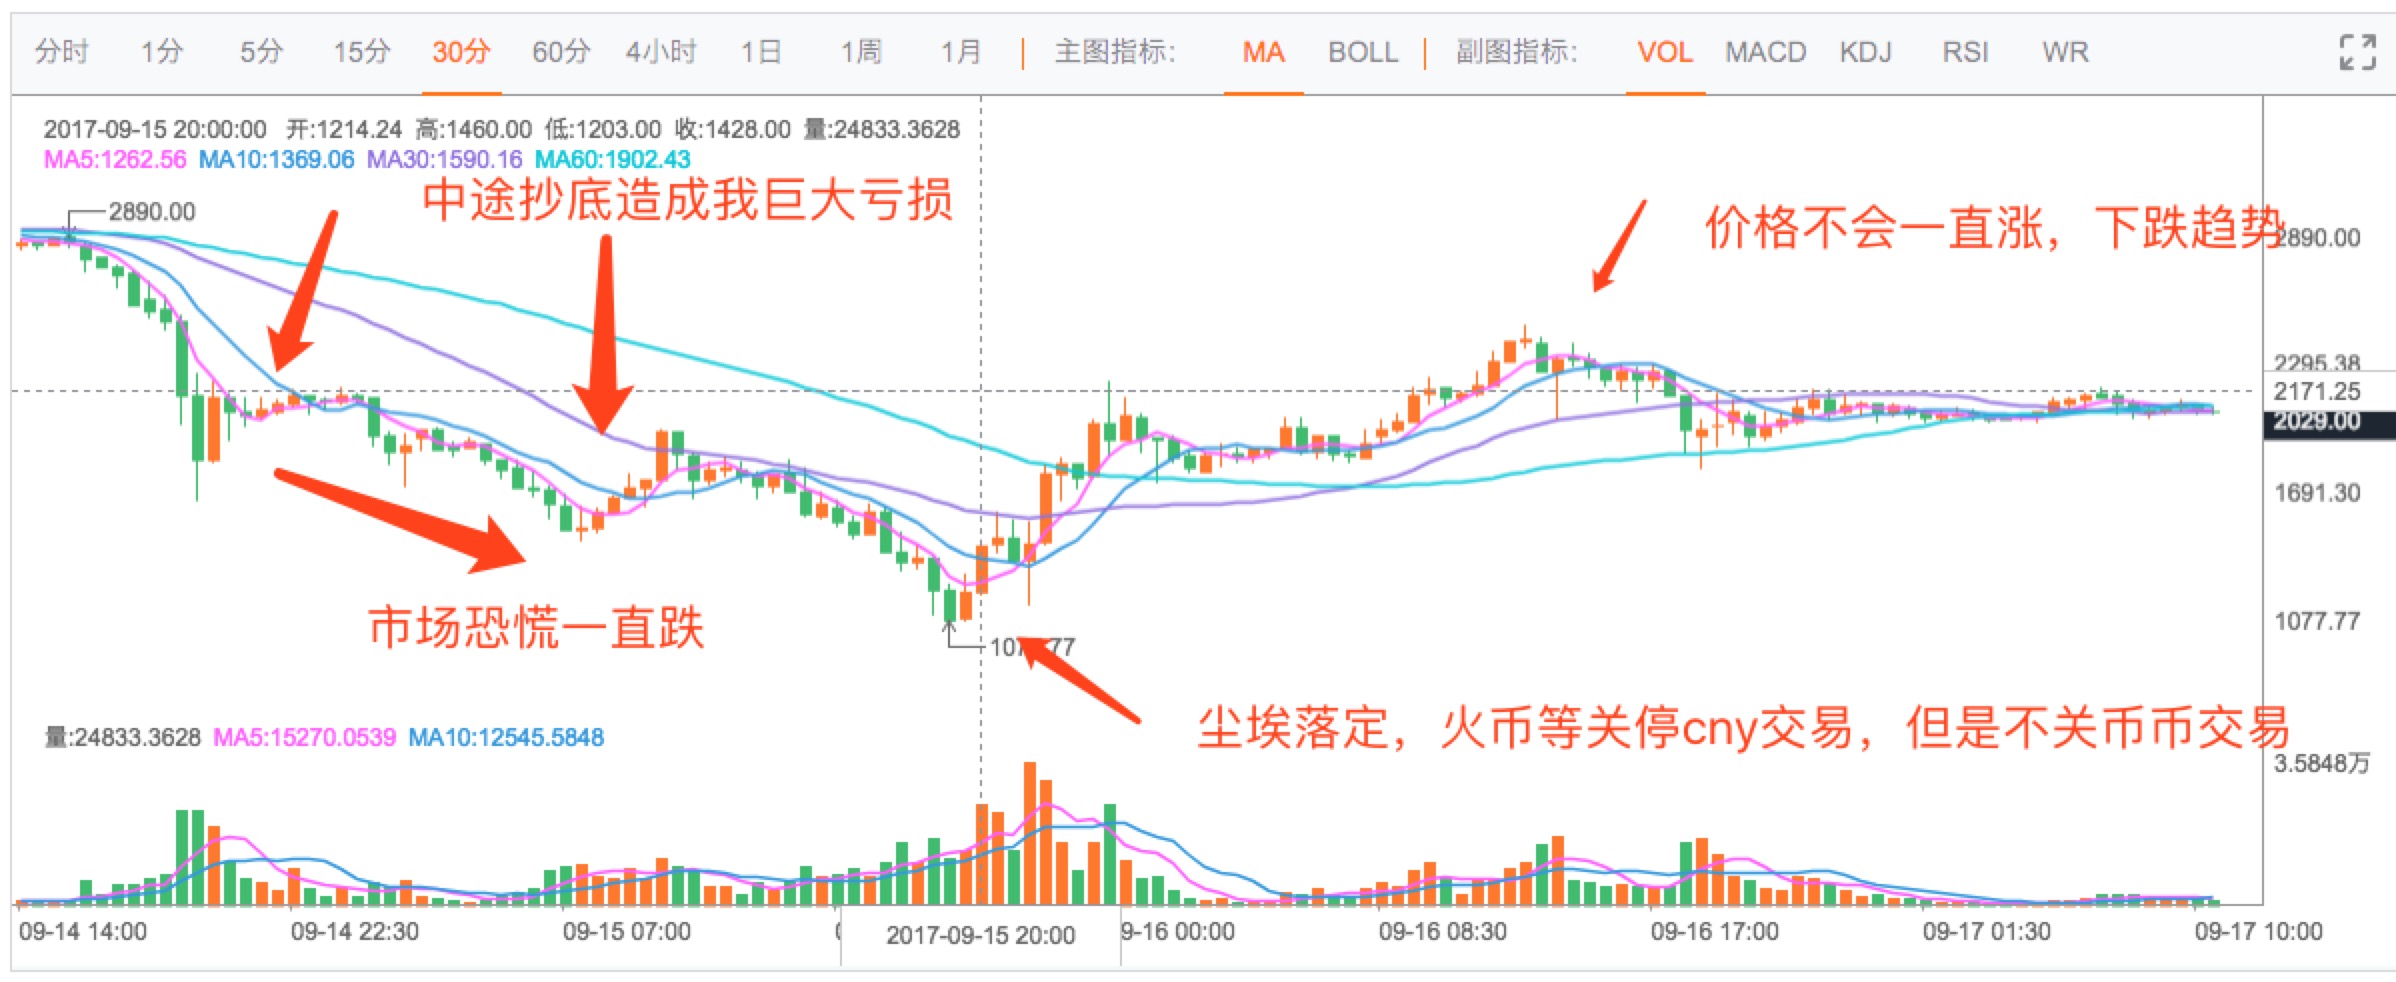 分时 1分 5分 15分 30分 60分 4小时 1日 1周 1月 主图指标: MA BOLL 副图指标: VOL MACD KDJ RSI WR
2017-09-15 20:00:00 开:1214.24 高:1460.00 低:1203.00 收:1428.00 量:24833.3628
MA5:1262.56 MA10:1369.06 MA30:1590.16 MA60:1902.43
中途抄底造成我巨大亏损
2890.00
价格不会一直涨，下跌趋势
2890.00
2295.38
2171.25
2029.00
1691.30
市场恐慌一直跌
1077.77
尘埃落定，火币等关停cny交易，但是不关币币交易
量:24833.3628 MA5:15270.0539 MA10:12545.5848
3.5848万
09-14 14:00 09-14 22:30 09-15 07:00 2017-09-15 20:00 9-16 00:00 09-16 08:30 09-16 17:00 09-17 01:30 09-17 10:00